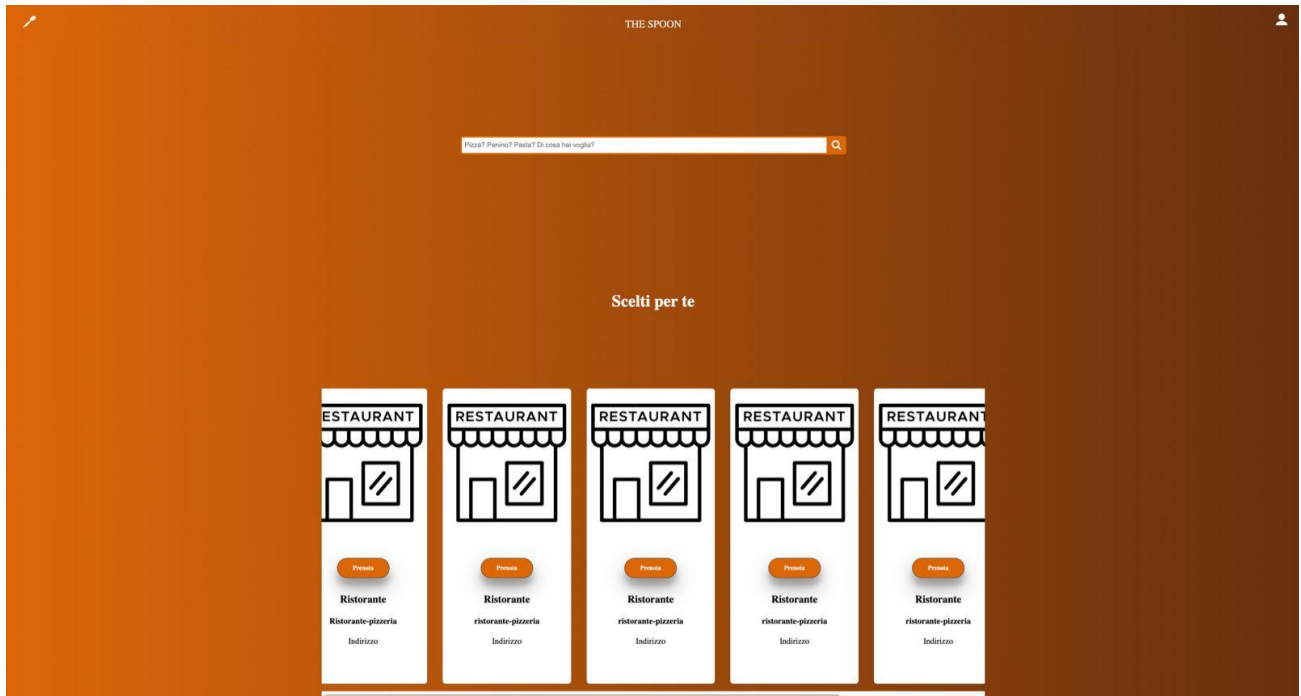 THE SPOON
Pizza? Panino? Pasta? Di cosa hai voglia?
Scelti per te
ESTAURANT
RESTAURANT
RESTAURANT
RESTAURANT
RESTAURANT
Prenota
Prenota
Prenota
Prenota
Prenota
Ristorante
Ristorante
Ristorante
Ristorante
Ristorante
Ristorante-pizzeria
ristorante-pizzeria
ristorante-pizzeria
ristorante-pizzeria
ristorante-pizzeria
Indirizzo
Indirizzo
Indirizzo
Indirizzo
Indirizzo